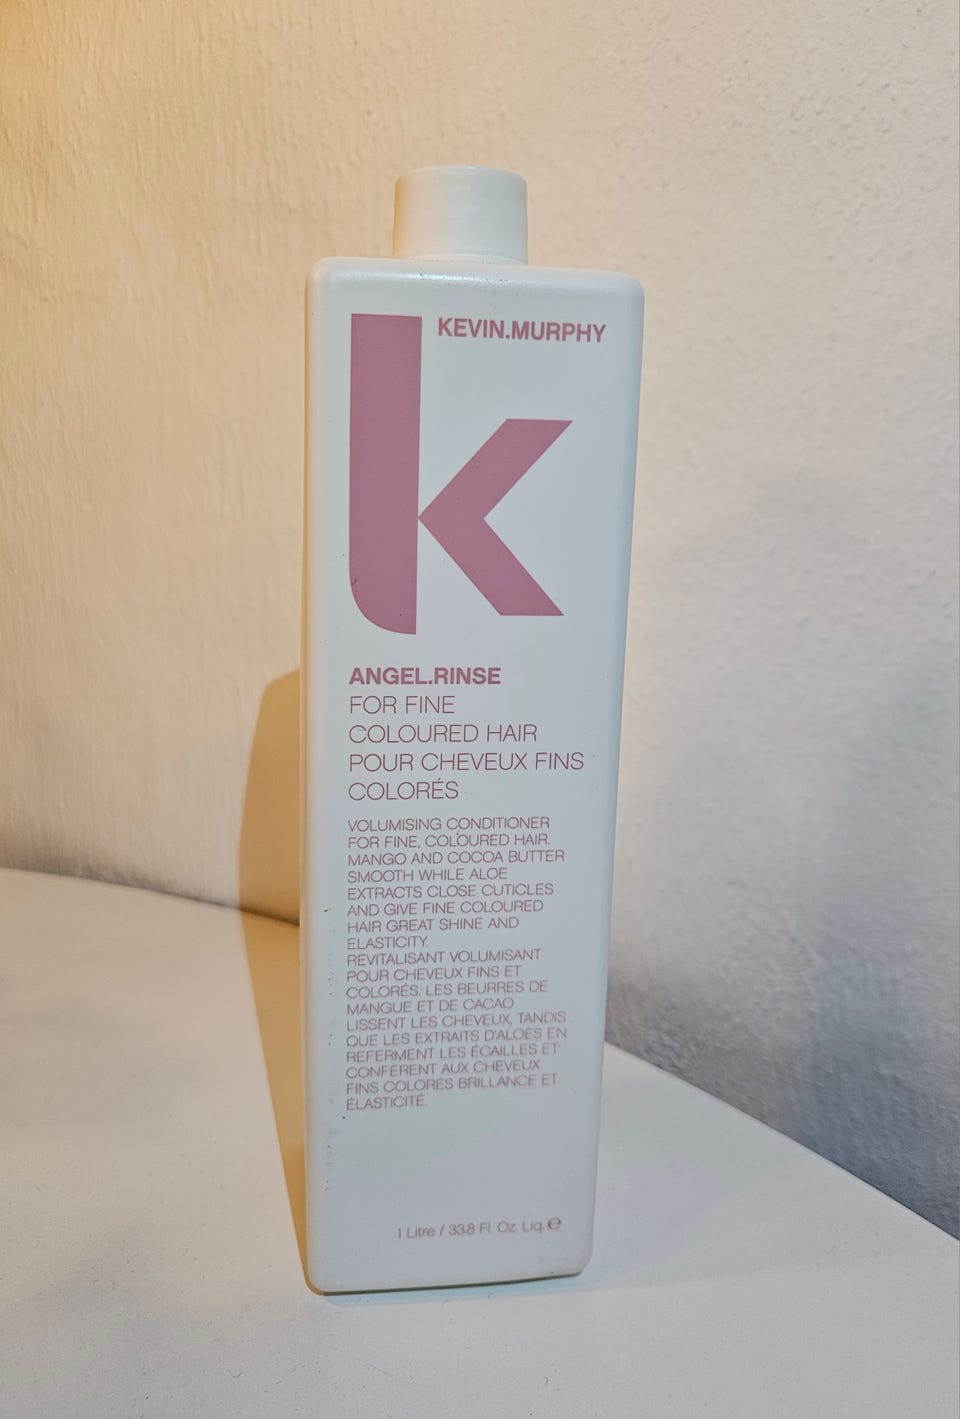 KEVIN.MURPHY
k
ANGEL.RINSE
FOR FINE
COLOURED HAIR
POUR CHEVEUX FINS
COLORÉS
VOLUMISING CONDITIONER
FOR FINE, COLOURED HAIR.
MANGO AND COCOA BUTTER
SMOOTH WHILE ALOE
EXTRACTS CLOSE CUTICLES
AND GIVE FINE COLOURED
HAIR GREAT SHINE AND
ELASTICITY.
REVITALISANT VOLUMISANT
POUR CHEVEUX FINS ET
COLORÉS. LES BEURRES DE
MANGUE ET DE CACAO
LISSENT LES CHEVEUX, TANDIS
QUE LES EXTRAITS D'ALOÈS EN
REFERMENT LES ÉCAILLES ET
CONFÈRENT AUX CHEVEUX
FINS COLORÉS BRILLANCE ET
ÉLASTICITÉ.
1 Litre / 33.8 Fl. Oz. Liq. ℮